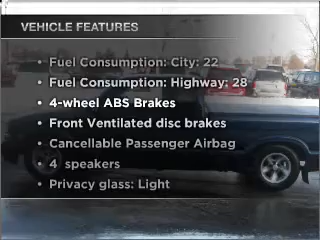 VEHICLE FEATURES
• Fuel Consumption: City: 22
• Fuel Consumption: Highway: 28
• 4-wheel ABS Brakes
• Front Ventilated disc brakes
• Cancellable Passenger Airbag
• 4 speakers
• Privacy glass: Light